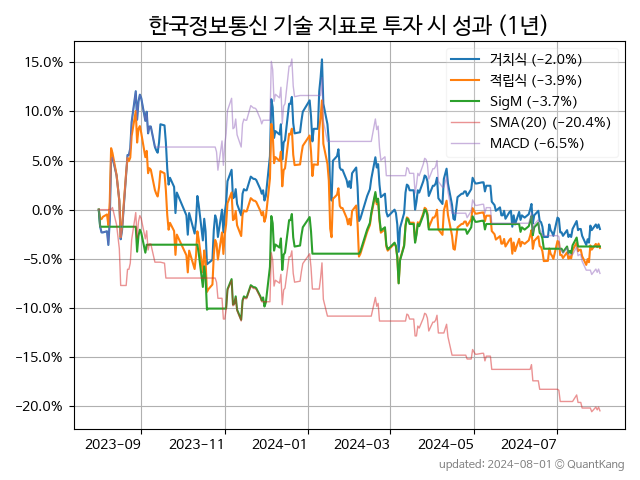 한국정보통신 기술 지표로 투자 시 성과 (1년)
거치식 (−2.0%)
적립식 (−3.9%)
SigM (−3.7%)
SMA(20) (−20.4%)
MACD (−6.5%)
15.0%
10.0%
5.0%
0.0%
−5.0%
−10.0%
−15.0%
−20.0%
2023-09 2023-11 2024-01 2024-03 2024-05 2024-07
updated: 2024-08-01 © QuantKang